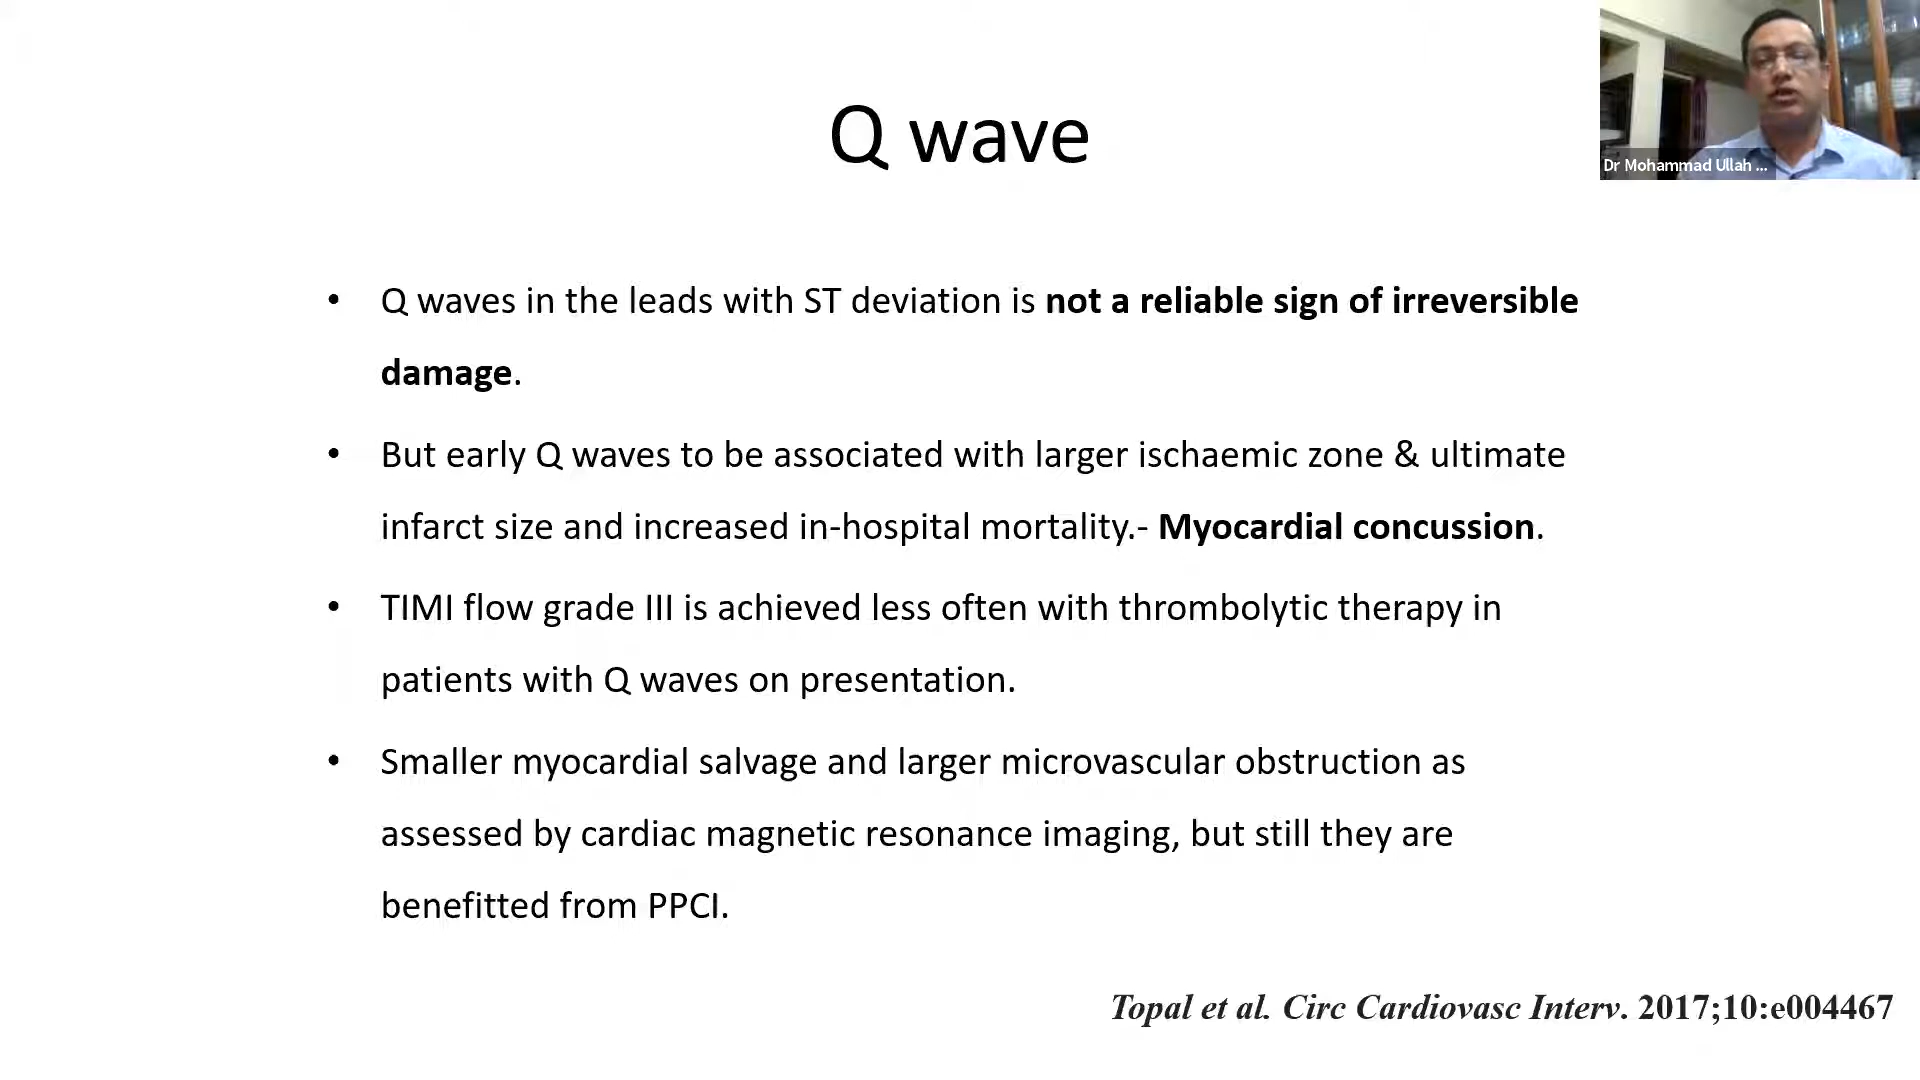 Q wave
Dr Mohammad Ullah ...
• Q waves in the leads with ST deviation is not a reliable sign of irreversible
damage.
• But early Q waves to be associated with larger ischaemic zone & ultimate
infarct size and increased in-hospital mortality.- Myocardial concussion.
• TIMI flow grade III is achieved less often with thrombolytic therapy in
patients with Q waves on presentation.
• Smaller myocardial salvage and larger microvascular obstruction as
assessed by cardiac magnetic resonance imaging, but still they are
benefitted from PPCI.
Topal et al. Circ Cardiovasc Interv. 2017;10:e004467